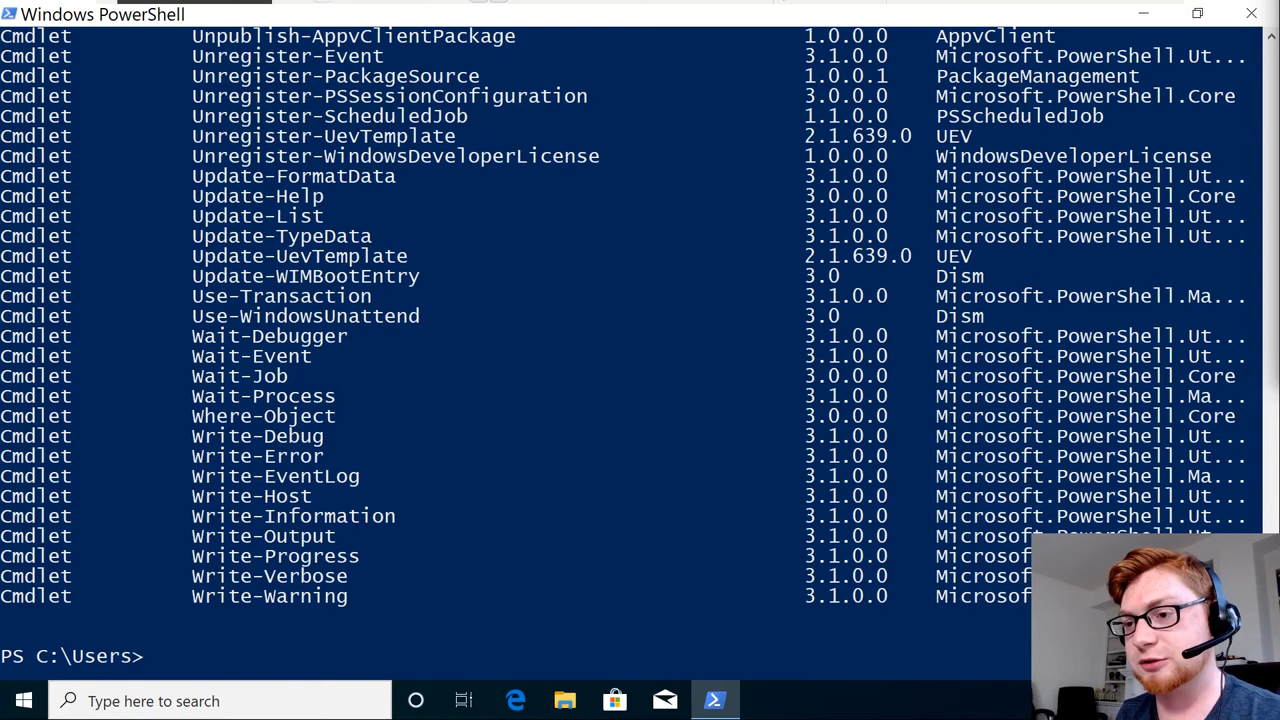 Windows PowerShell
Cmdlet Unpublish-AppvClientPackage 1.0.0.0 AppvClient
Cmdlet Unregister-Event 3.1.0.0 Microsoft.PowerShell.Ut...
Cmdlet Unregister-PackageSource 1.0.0.1 PackageManagement
Cmdlet Unregister-PSSessionConfiguration 3.0.0.0 Microsoft.PowerShell.Core
Cmdlet Unregister-ScheduledJob 1.1.0.0 PSScheduledJob
Cmdlet Unregister-UevTemplate 2.1.639.0 UEV
Cmdlet Unregister-WindowsDeveloperLicense 1.0.0.0 WindowsDeveloperLicense
Cmdlet Update-FormatData 3.1.0.0 Microsoft.PowerShell.Ut...
Cmdlet Update-Help 3.0.0.0 Microsoft.PowerShell.Core
Cmdlet Update-List 3.1.0.0 Microsoft.PowerShell.Ut...
Cmdlet Update-TypeData 3.1.0.0 Microsoft.PowerShell.Ut...
Cmdlet Update-UevTemplate 2.1.639.0 UEV
Cmdlet Update-WIMBootEntry 3.0 Dism
Cmdlet Use-Transaction 3.1.0.0 Microsoft.PowerShell.Ma...
Cmdlet Use-WindowsUnattend 3.0 Dism
Cmdlet Wait-Debugger 3.1.0.0 Microsoft.PowerShell.Ut...
Cmdlet Wait-Event 3.1.0.0 Microsoft.PowerShell.Ut...
Cmdlet Wait-Job 3.0.0.0 Microsoft.PowerShell.Core
Cmdlet Wait-Process 3.1.0.0 Microsoft.PowerShell.Ma...
Cmdlet Where-Object 3.0.0.0 Microsoft.PowerShell.Core
Cmdlet Write-Debug 3.1.0.0 Microsoft.PowerShell.Ut...
Cmdlet Write-Error 3.1.0.0 Microsoft.PowerShell.Ut...
Cmdlet Write-EventLog 3.1.0.0 Microsoft.PowerShell.Ma...
Cmdlet Write-Host 3.1.0.0 Microsoft.PowerShell.Ut...
Cmdlet Write-Information 3.1.0.0 Microsoft.PowerShell.Ut...
Cmdlet Write-Output 3.1.0.0 Microsoft.PowerShell.Ut...
Cmdlet Write-Progress 3.1.0.0 Microso
Cmdlet Write-Verbose 3.1.0.0 Microso
Cmdlet Write-Warning 3.1.0.0 Microso
PS C:\Users>
Type here to search